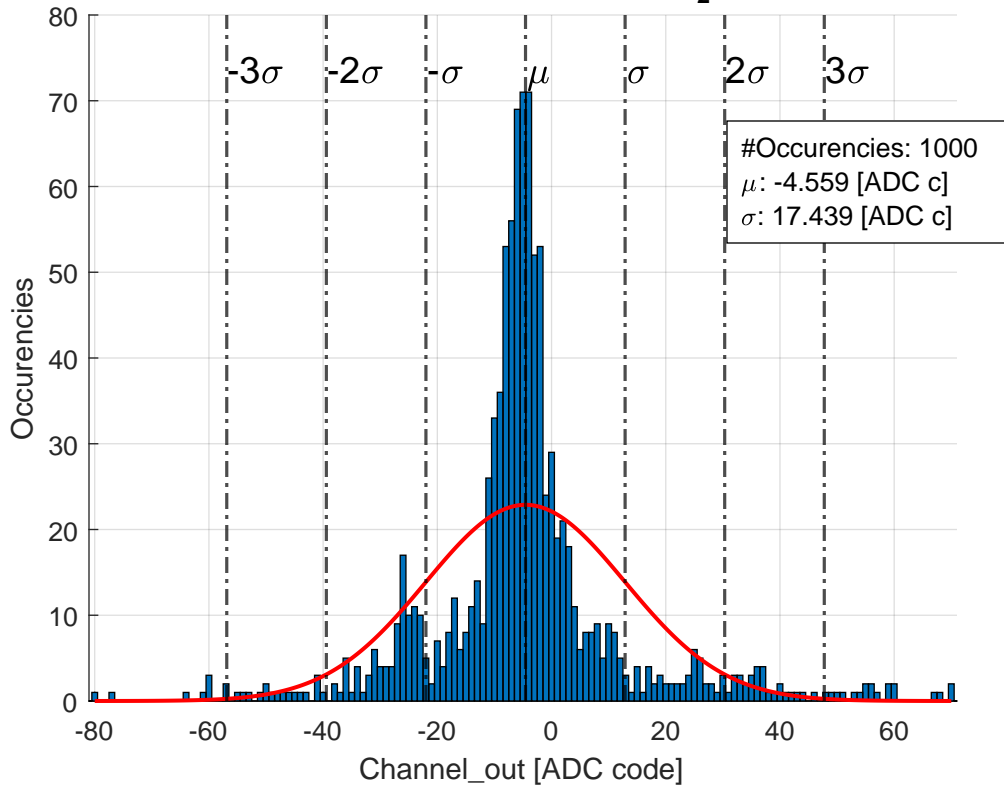 2
80
70
60
50
40
30
20
10
0
-3σ
-2σ
-σ
μ
σ
2σ
3σ
#Occurencies: 1000
μ: -4.559 [ADC c]
σ: 17.439 [ADC c]
Occurencies
-80
-60
-40
-20
0
20
40
60
Channel_out [ADC code]